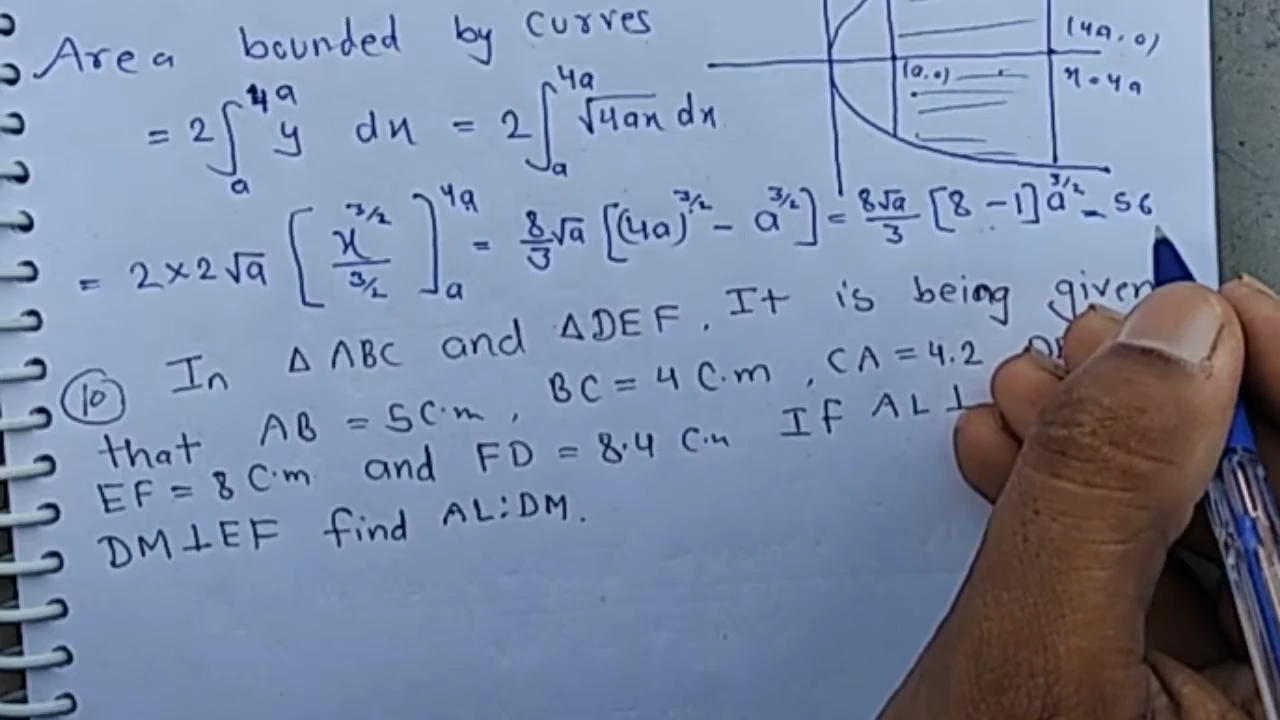 Area bounded by curves
= 2∫_a^{4a} y dx = 2∫_a^{4a} √4ax dx
(4a, 0)
(a, 0)
x = 4a
= 2×2√a [x^{3/2} / 3/2]_a^{4a} = 8/3 √a [(4a)^{3/2} - a^{3/2}] = 8√a/3 [8 - 1] a^{3/2} = 56
(10) In ΔABC and ΔDEF, It is being given
that AB = 5 C.m, BC = 4 C.m, CA = 4.2
EF = 8 C.m and FD = 8.4 C.m If AL⊥
DM⊥EF find AL:DM.